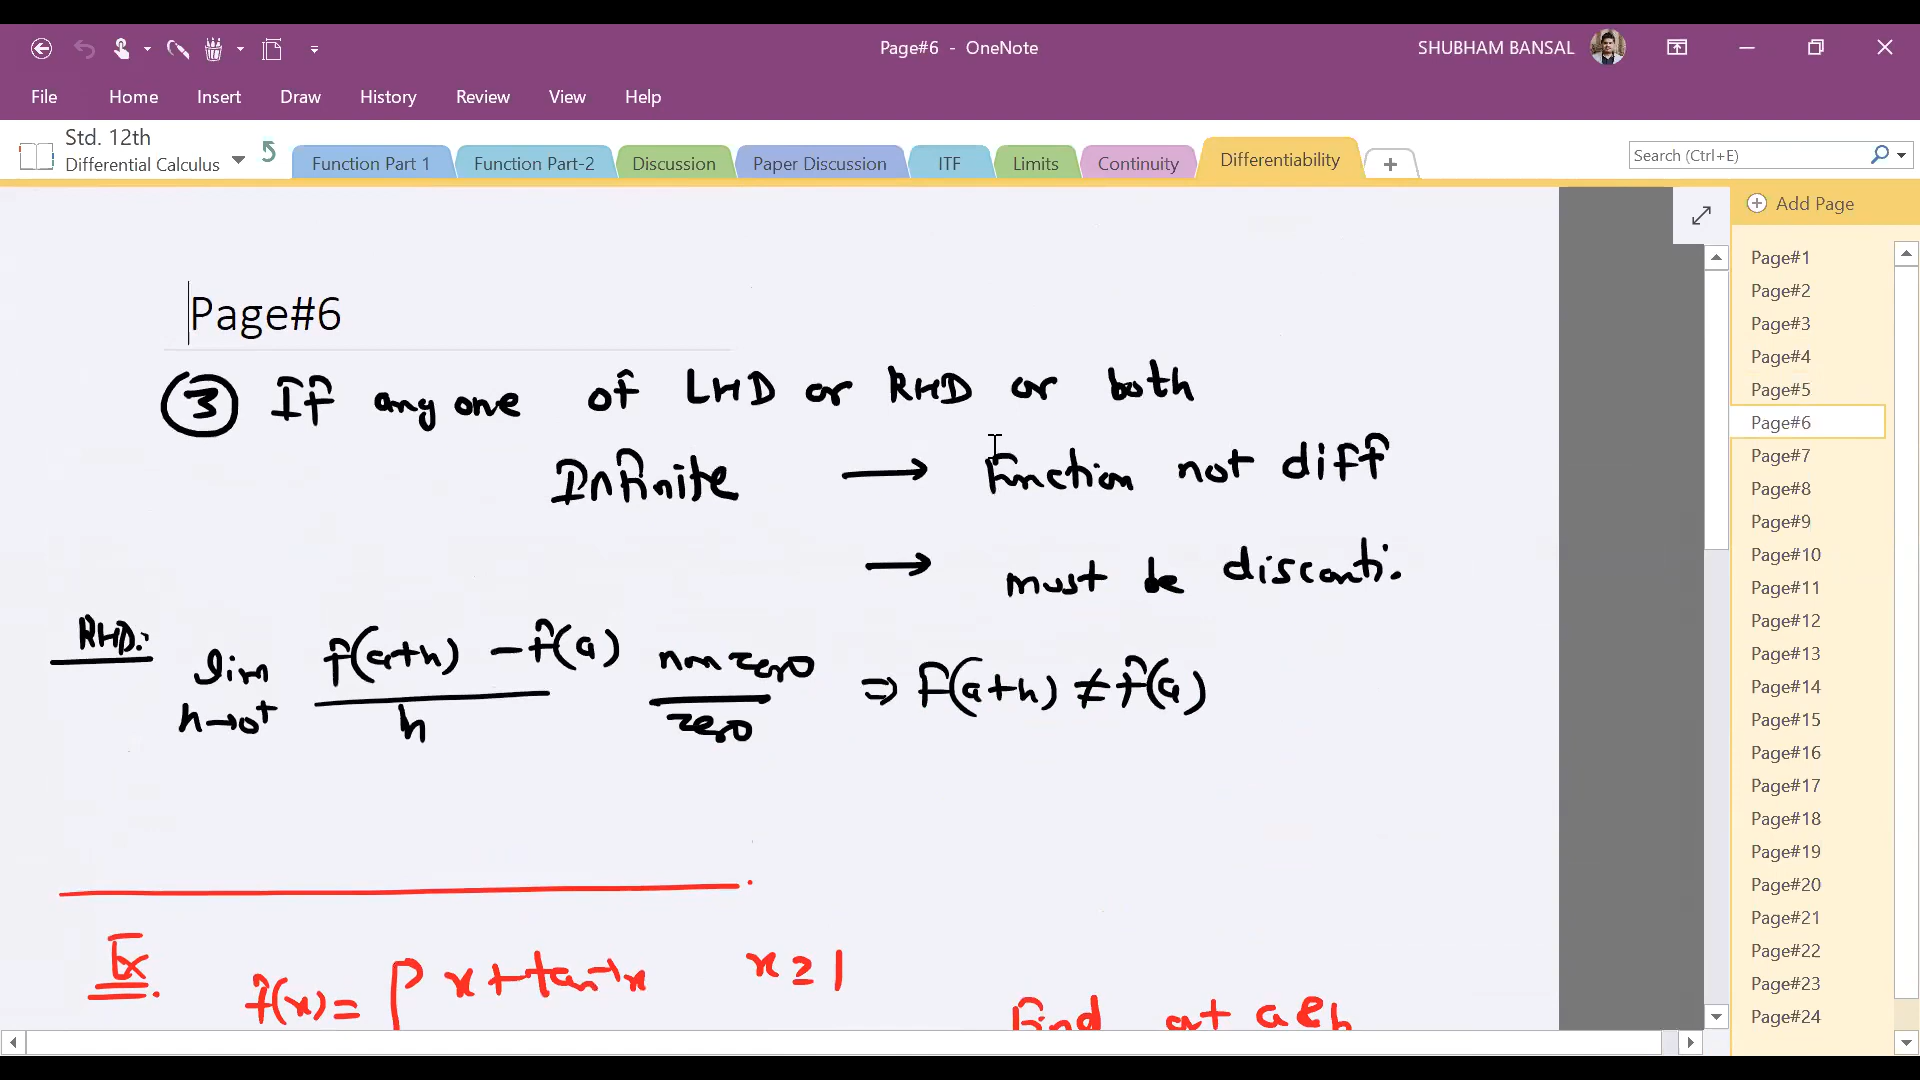 Page#6 - OneNote
SHUBHAM BANSAL
File Home Insert Draw History Review View Help
Std. 12th
Differential Calculus
Function Part 1
Function Part-2
Discussion
Paper Discussion
ITF
Limits
Continuity
Differentiability
Search (Ctrl+E)
Add Page
Page#6
③ If any one of LHD or RHD or both
Infinite → Function not diff
→ must be disconti.
RHD: lim h→0⁺ f(a+h) - f(a) / h non zero / zero ⇒ F(a+h) ≠ f(a)
Ex. f(x) = x + tan⁻¹x x ≥ 1
Find at a & b
Page#1
Page#2
Page#3
Page#4
Page#5
Page#6
Page#7
Page#8
Page#9
Page#10
Page#11
Page#12
Page#13
Page#14
Page#15
Page#16
Page#17
Page#18
Page#19
Page#20
Page#21
Page#22
Page#23
Page#24